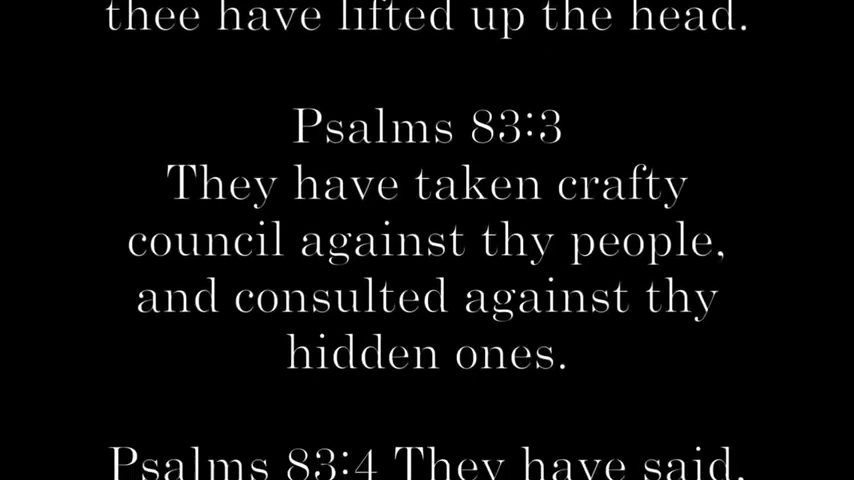 thee have lifted up the head.
Psalms 83:3
They have taken crafty
council against thy people,
and consulted against thy
hidden ones.
Psalms 83:4 They have said,